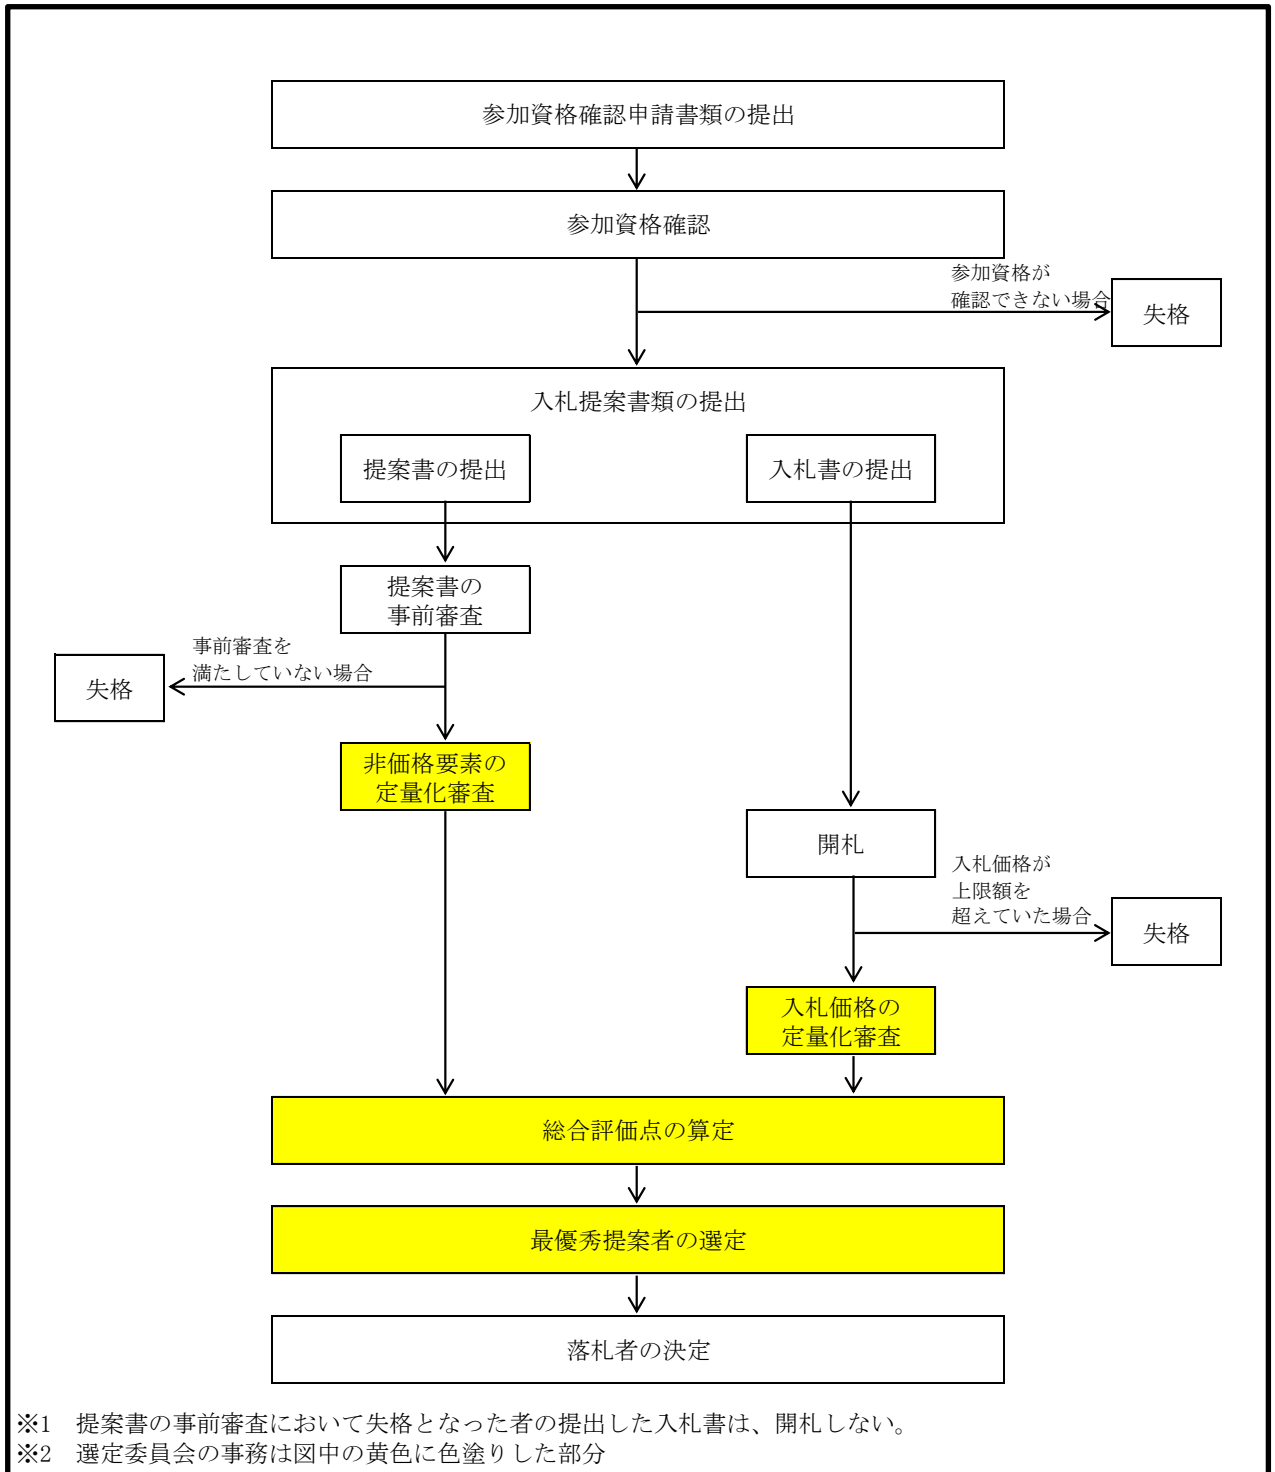 参加資格確認申請書類の提出
参加資格確認
参加資格が
確認できない場合
失格
入札提案書類の提出
提案書の提出
入札書の提出
提案書の
事前審査
事前審査を
満たしていない場合
失格
非価格要素の
定量化審査
開札
入札価格が
上限額を
超えていた場合
失格
入札価格の
定量化審査
総合評価点の算定
最優秀提案者の選定
落札者の決定
※1　提案書の事前審査において失格となった者の提出した入札書は、開札しない。
※2　選定委員会の事務は図中の黄色に色塗りした部分